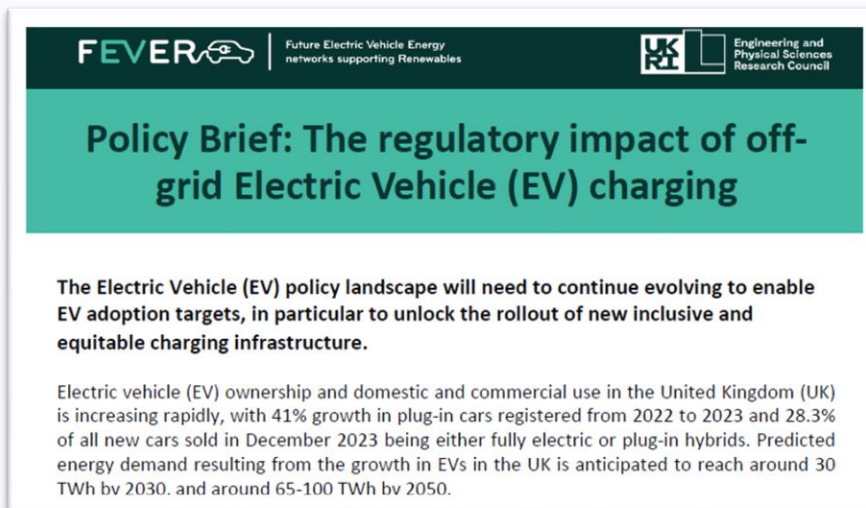 FEVER
Future Electric Vehicle Energy
networks supporting Renewables
UKRI
Engineering and
Physical Sciences
Research Council
Policy Brief: The regulatory impact of off-
grid Electric Vehicle (EV) charging
The Electric Vehicle (EV) policy landscape will need to continue evolving to enable
EV adoption targets, in particular to unlock the rollout of new inclusive and
equitable charging infrastructure.
Electric vehicle (EV) ownership and domestic and commercial use in the United Kingdom (UK)
is increasing rapidly, with 41% growth in plug-in cars registered from 2022 to 2023 and 28.3%
of all new cars sold in December 2023 being either fully electric or plug-in hybrids. Predicted
energy demand resulting from the growth in EVs in the UK is anticipated to reach around 30
TWh by 2030. and around 65-100 TWh by 2050.